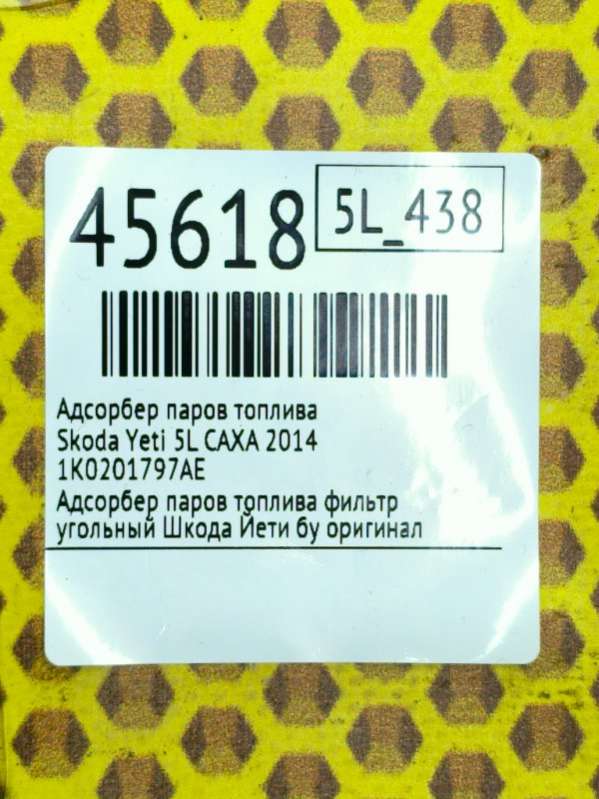 45618
5L_438
Адсорбер паров топлива
Skoda Yeti 5L CAXA 2014
1K0201797AE
Адсорбер паров топлива фильтр
угольный Шкода Йети бу оригинал